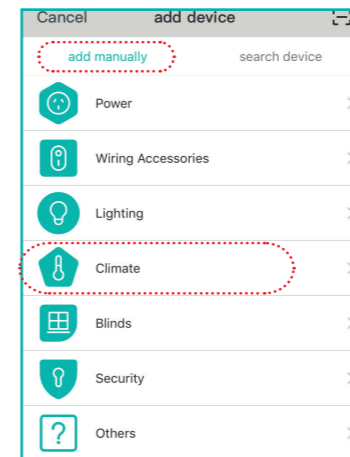 Cancel add device
add manually search device
Power
Wiring Accessories
Lighting
Climate
Blinds
Security
Others